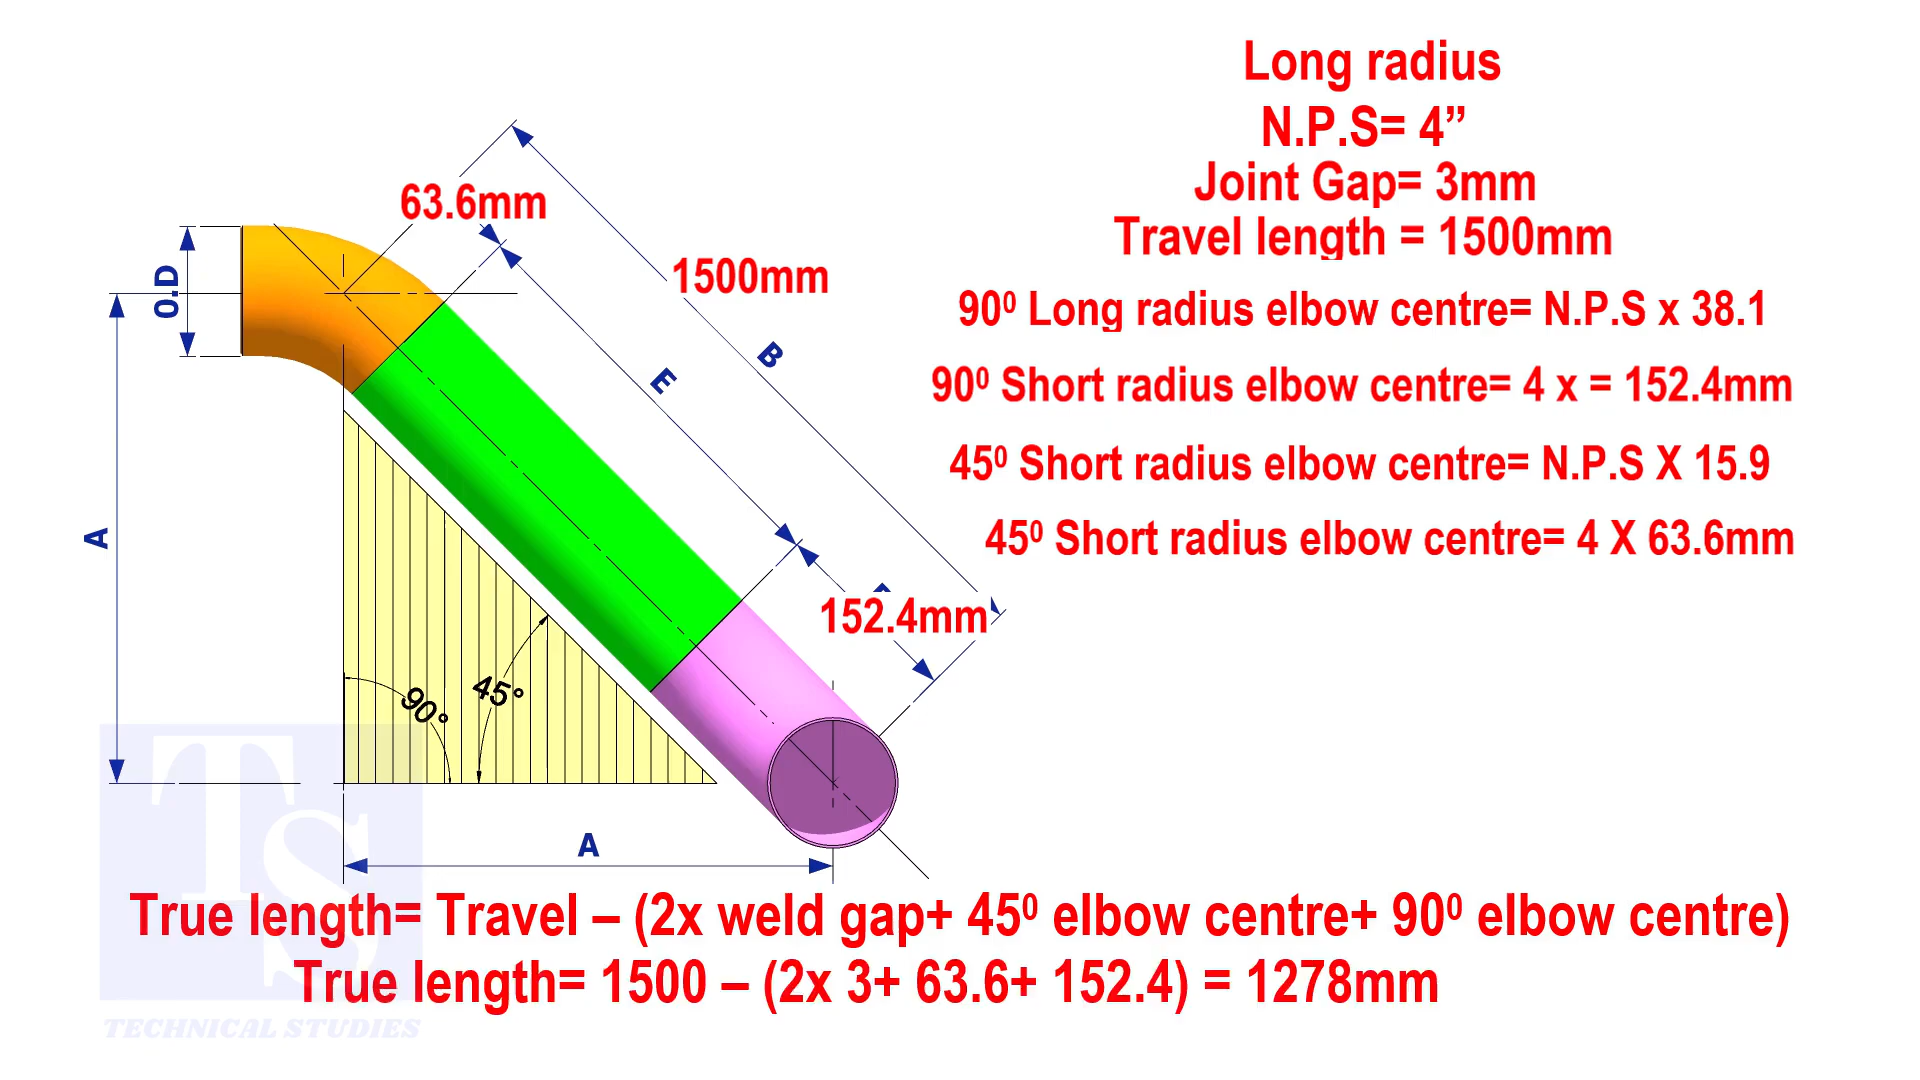 Long radius
N.P.S= 4”
Joint Gap= 3mm
Travel length = 1500mm
90⁰ Long radius elbow centre= N.P.S x 38.1
90⁰ Short radius elbow centre= 4 x = 152.4mm
45⁰ Short radius elbow centre= N.P.S X 15.9
45⁰ Short radius elbow centre= 4 X 63.6mm
63.6mm
1500mm
O.D
B
E
A
152.4mm
90°
45°
A
True length= Travel – (2x weld gap+ 45⁰ elbow centre+ 90⁰ elbow centre)
True length= 1500 – (2x 3+ 63.6+ 152.4) = 1278mm
TS
TECHNICAL STUDIES